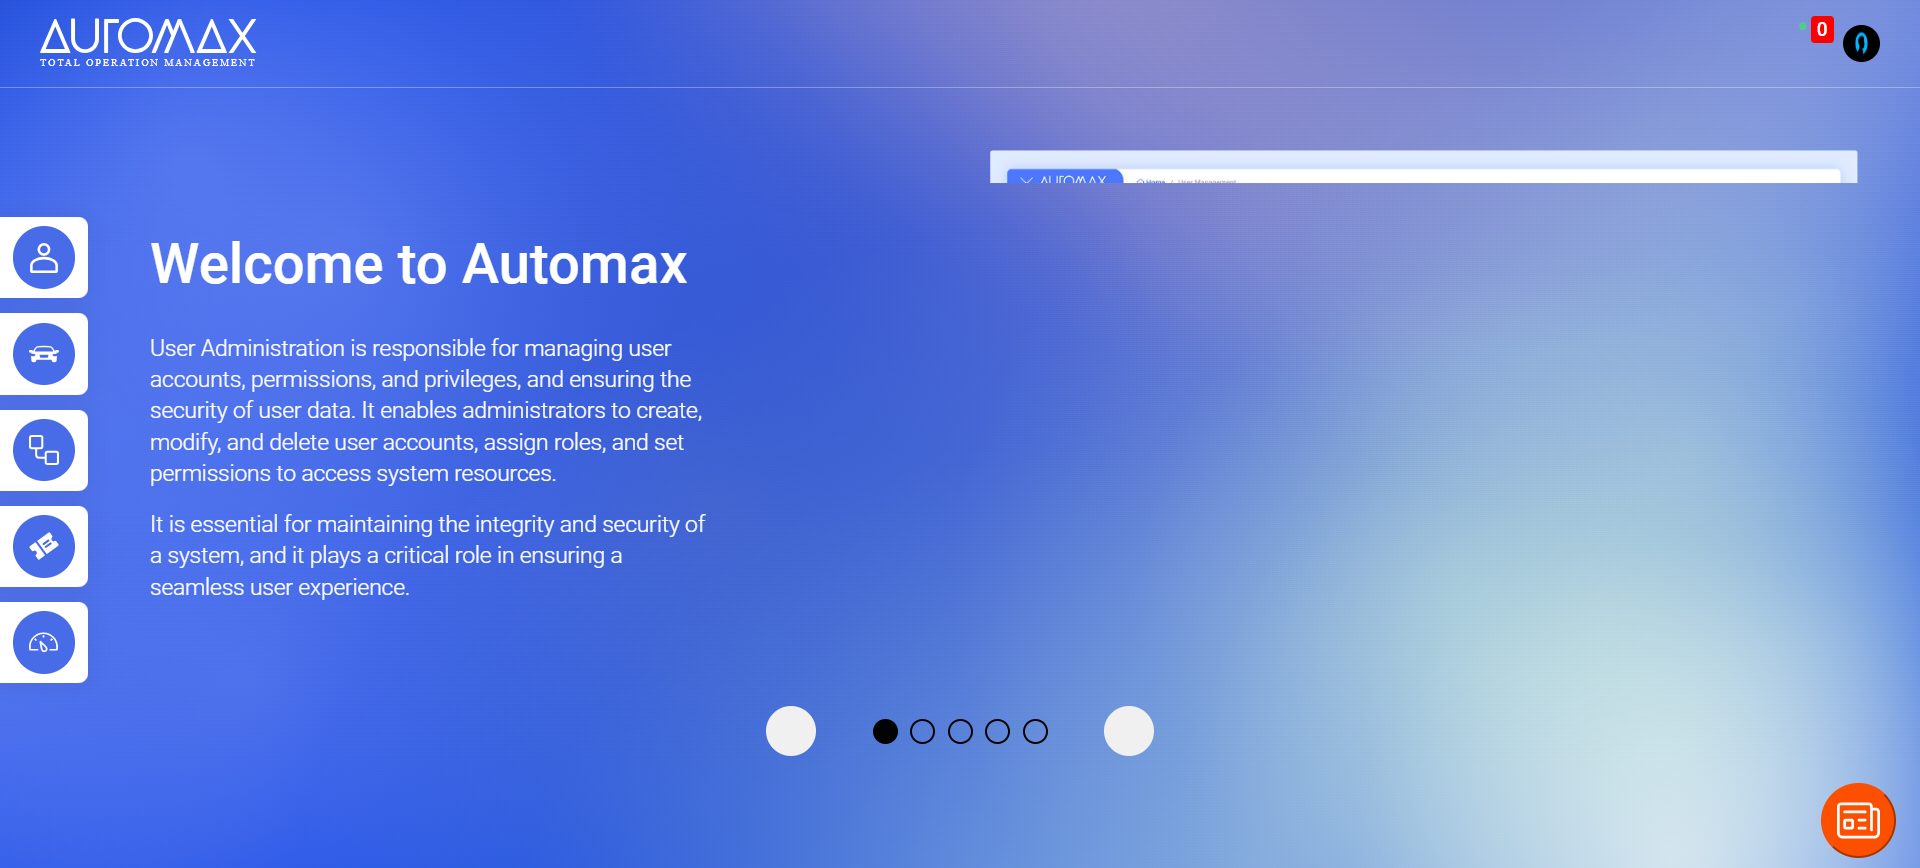 AUTOMAX
TOTAL OPERATION MANAGEMENT
0
AUTOMAX
Home / User Management
Welcome to Automax
User Administration is responsible for managing user
accounts, permissions, and privileges, and ensuring the
security of user data. It enables administrators to create,
modify, and delete user accounts, assign roles, and set
permissions to access system resources.
It is essential for maintaining the integrity and security of
a system, and it plays a critical role in ensuring a
seamless user experience.